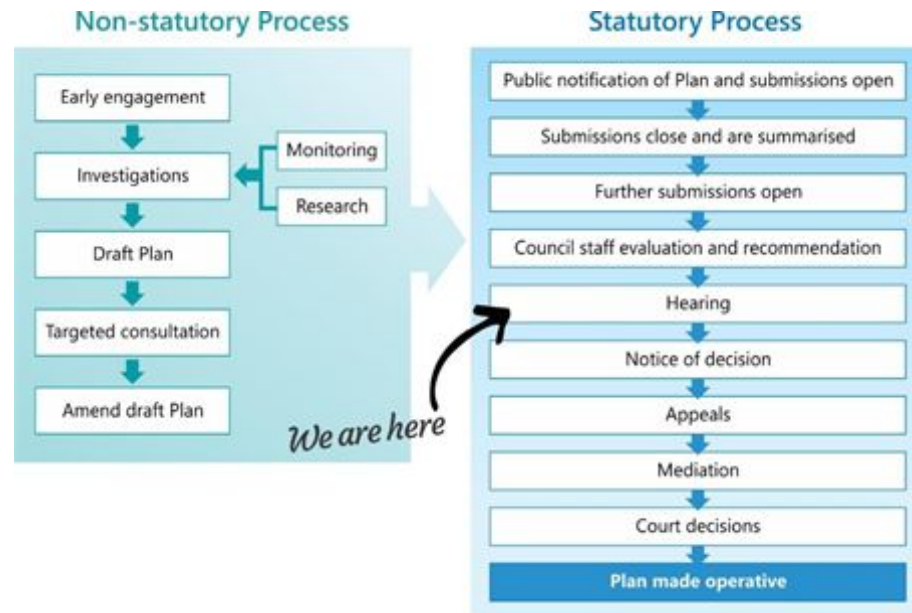 Non-statutory Process
Early engagement
Investigations
Monitoring
Research
Draft Plan
Targeted consultation
Amend draft Plan
We are here
Statutory Process
Public notification of Plan and submissions open
Submissions close and are summarised
Further submissions open
Council staff evaluation and recommendation
Hearing
Notice of decision
Appeals
Mediation
Court decisions
Plan made operative